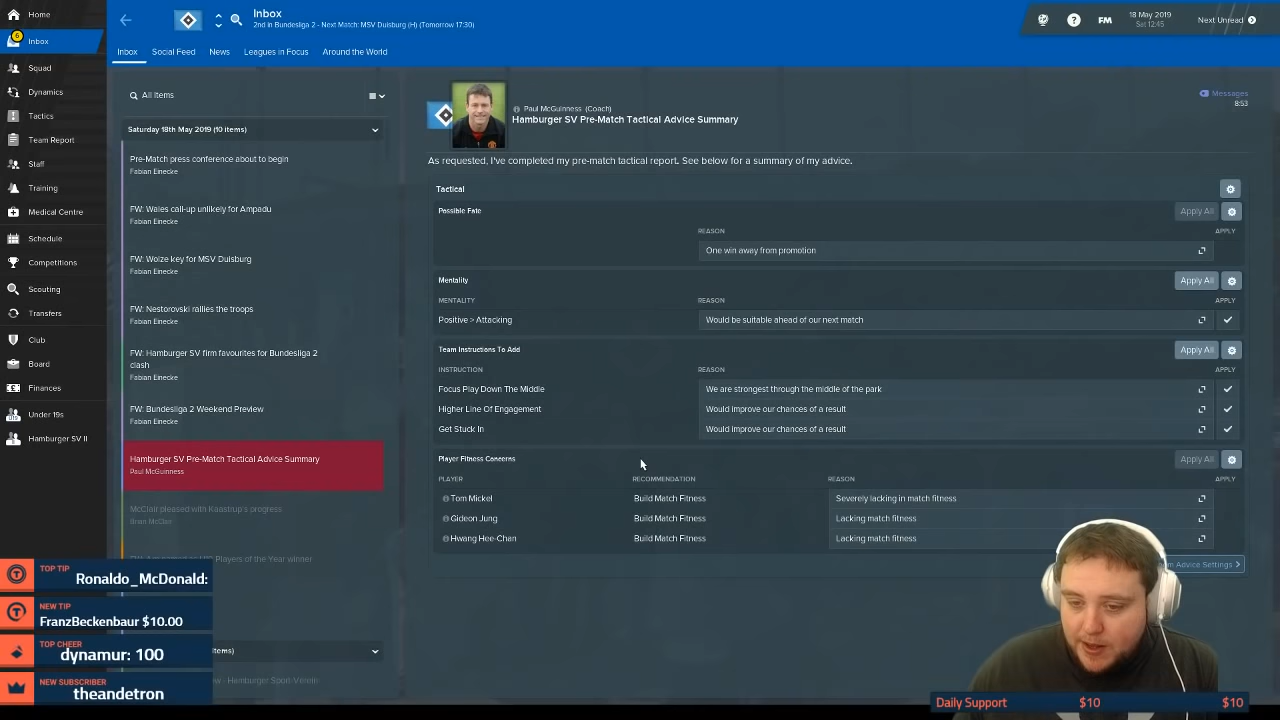 Home
Inbox
6
Squad
Dynamics
Tactics
Team Report
Staff
Training
Medical Centre
Schedule
Competitions
Scouting
Transfers
Club
Board
Finances
Under 19s
Hamburger SV II
Inbox
2nd in Bundesliga 2 - Next Match: MSV Duisburg (H) (Tomorrow 17:30)
FM
18 May 2019
Sat 12:45
Next Unread
Inbox
Social Feed
News
Leagues in Focus
Around the World
All Items
Saturday 18th May 2019 (10 items)
Pre-Match press conference about to begin
Fabian Einecke
FW: Wales call-up unlikely for Ampadu
Fabian Einecke
FW: Wolze key for MSV Duisburg
Fabian Einecke
FW: Nestorovski rallies the troops
Fabian Einecke
FW: Hamburger SV firm favourites for Bundesliga 2
clash
Fabian Einecke
FW: Bundesliga 2 Weekend Preview
Fabian Einecke
Hamburger SV Pre-Match Tactical Advice Summary
Paul McGuinness
McClair pleased with Kaastrup's progress
Brian McClair
Players of the Year winner
Paul McGuinness (Coach)
Hamburger SV Pre-Match Tactical Advice Summary
Messages
8:53
As requested, I've completed my pre-match tactical report. See below for a summary of my advice.
Tactical
Possible Fate
Apply All
REASON
APPLY
One win away from promotion
Mentality
Apply All
MENTALITY
REASON
APPLY
Positive > Attacking
Would be suitable ahead of our next match
Team Instructions To Add
Apply All
INSTRUCTION
REASON
APPLY
Focus Play Down The Middle
We are strongest through the middle of the park
Higher Line Of Engagement
Would improve our chances of a result
Get Stuck In
Would improve our chances of a result
Player Fitness Concerns
Apply All
PLAYER
RECOMMENDATION
REASON
APPLY
Tom Mickel
Build Match Fitness
Severely lacking in match fitness
Gideon Jung
Build Match Fitness
Lacking match fitness
Hwang Hee-Chan
Build Match Fitness
Lacking match fitness
Advice Settings
TOP TIP
Ronaldo_McDonald:
NEW TIP
FranzBeckenbaur $10.00
TOP CHEER
dynamur: 100
NEW SUBSCRIBER
theandetron
Daily Support $10 $10